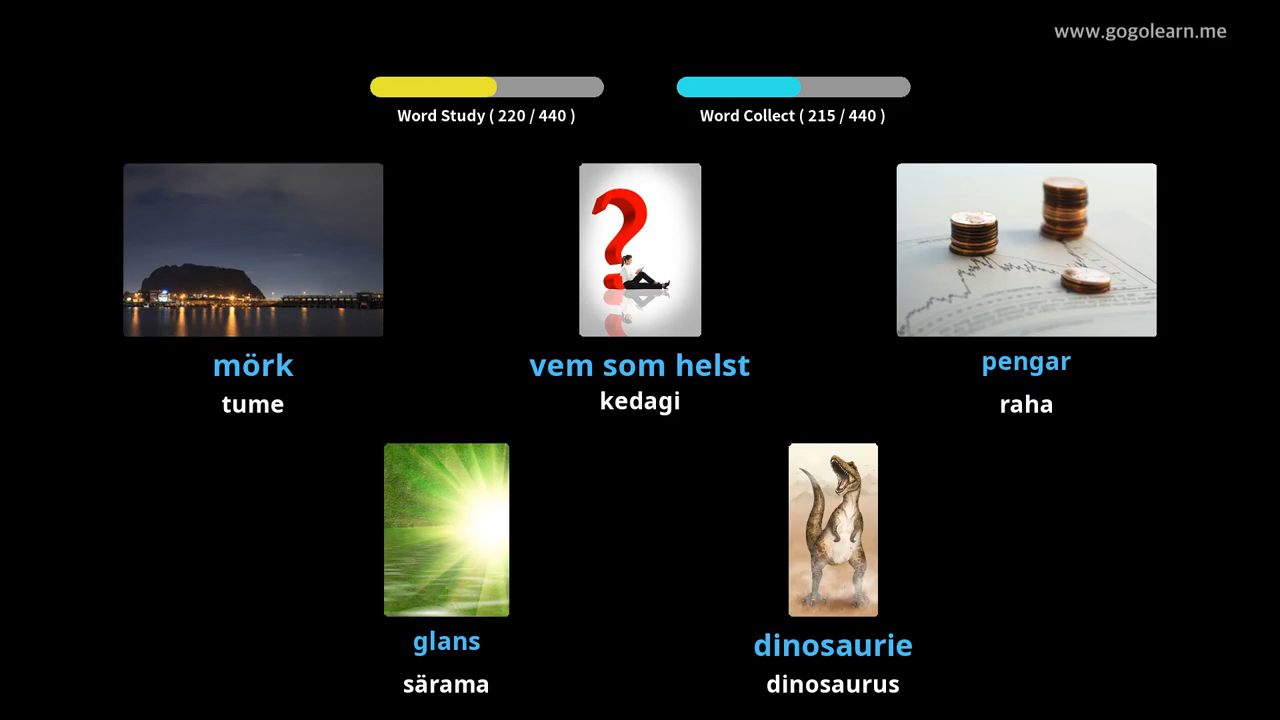 www.gogolearn.me
Word Study ( 220 / 440 )
Word Collect ( 215 / 440 )
mörk
tume
vem som helst
kedagi
pengar
raha
glans
särama
dinosaurie
dinosaurus